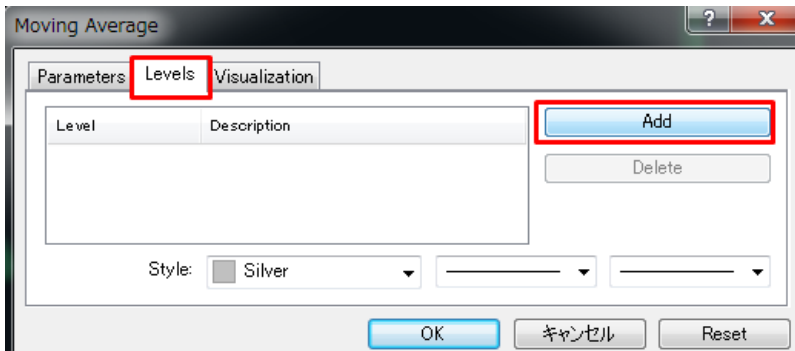 Moving Average
Parameters Levels Visualization
Level Description
Add
Delete
Style: Silver
OK キャンセル Reset